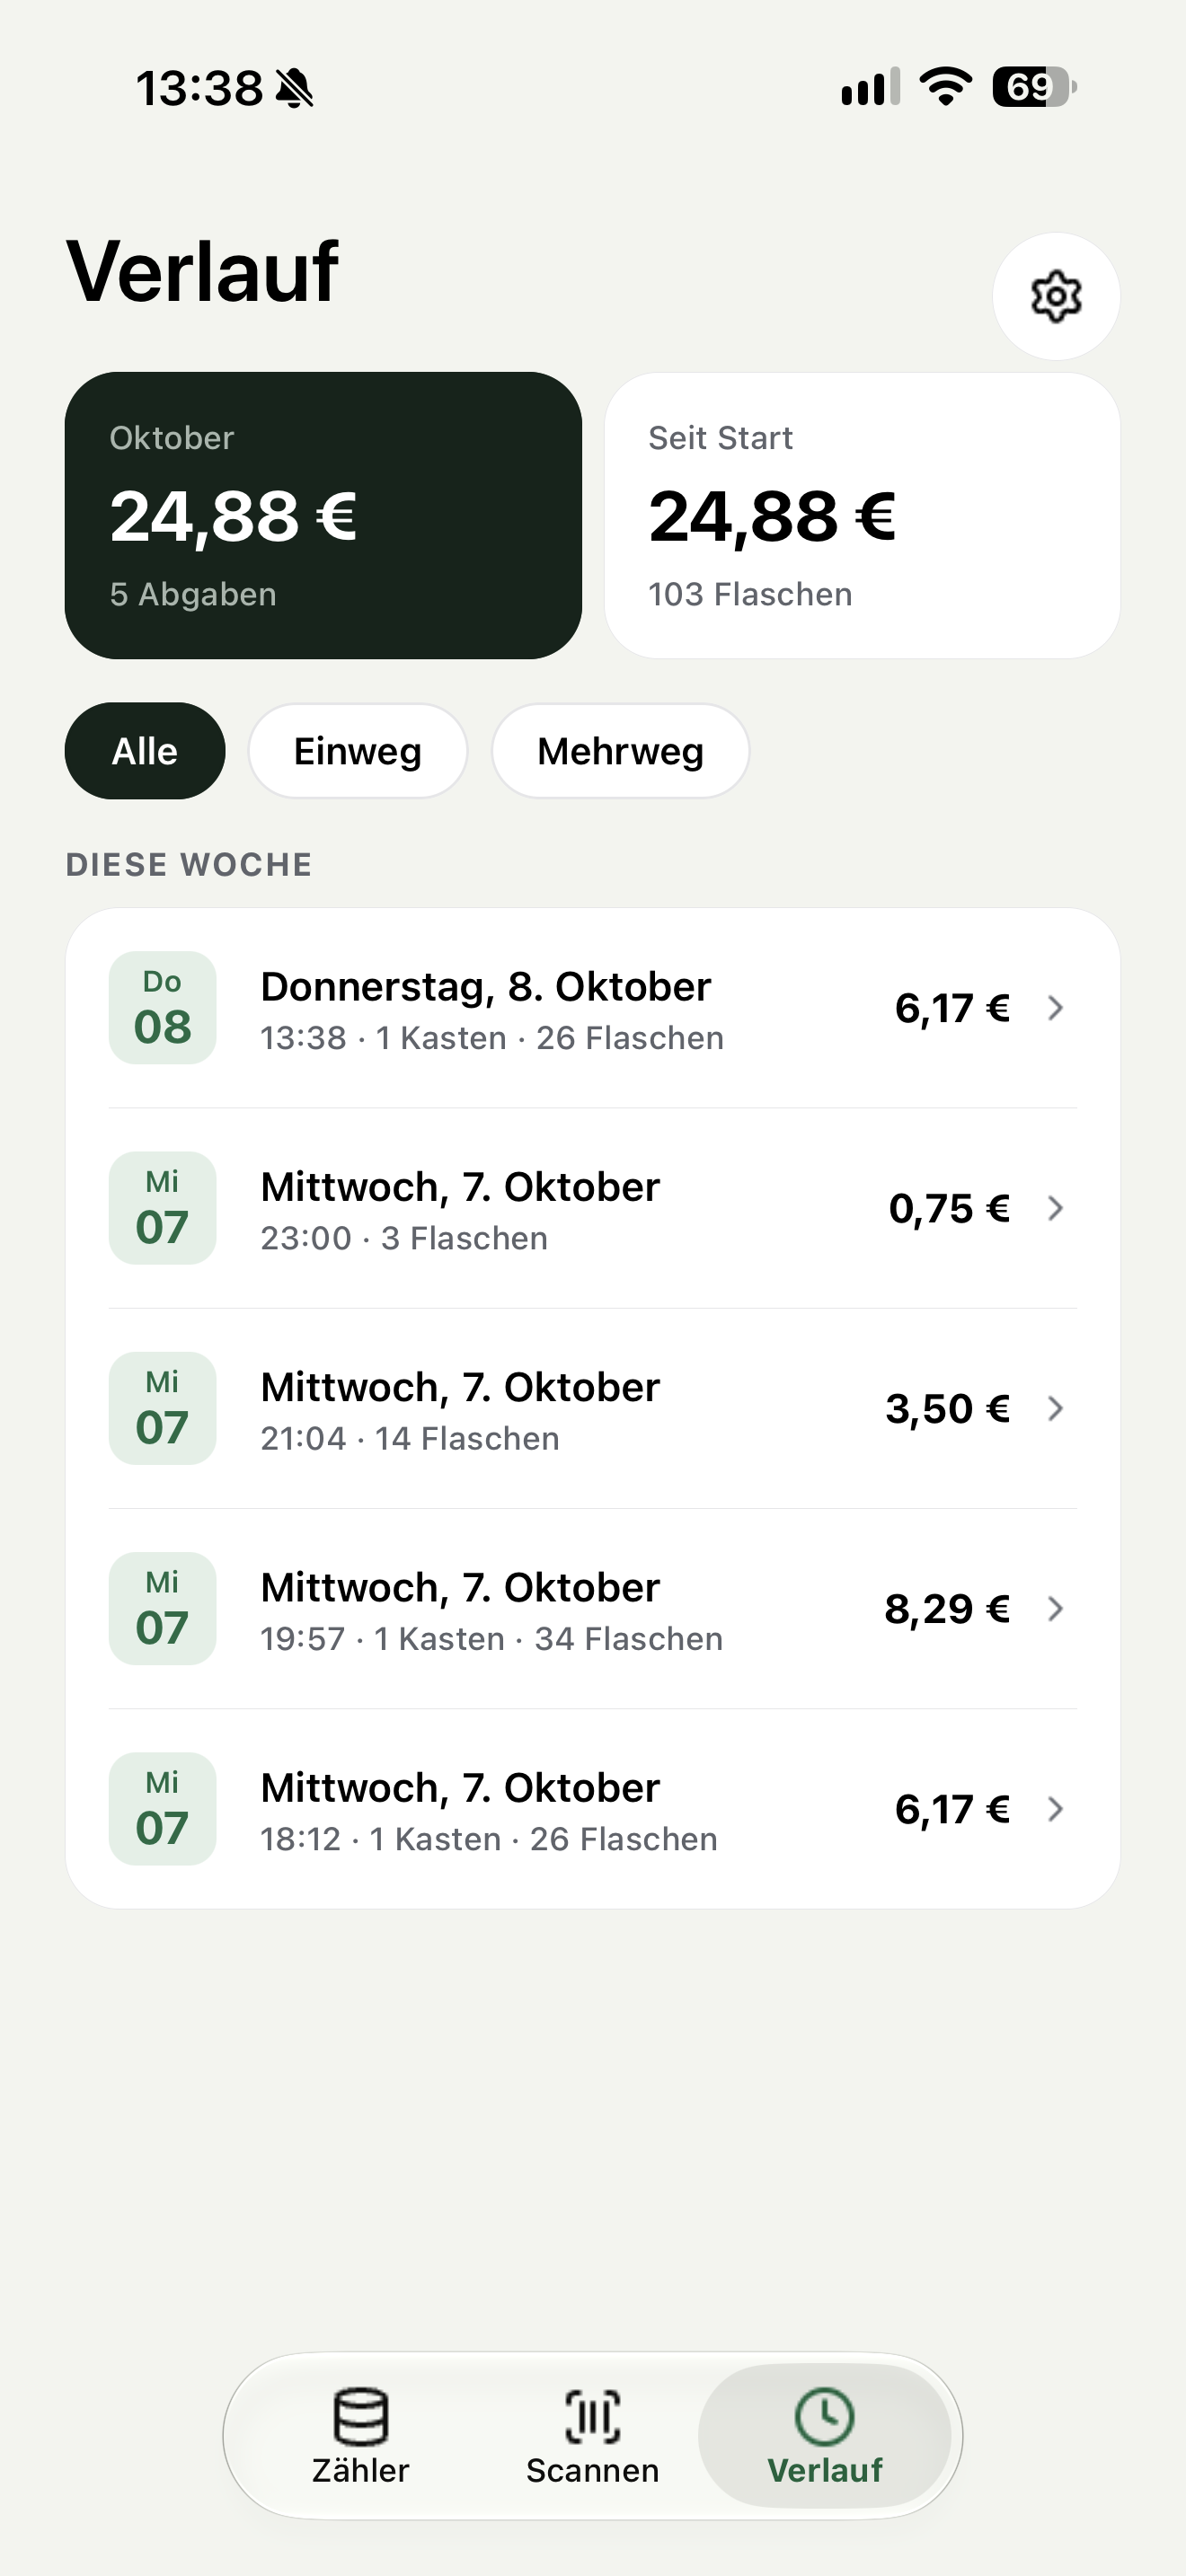 13:38
69
Verlauf
Oktober
24,88 €
5 Abgaben
Seit Start
24,88 €
103 Flaschen
Alle
Einweg
Mehrweg
DIESE WOCHE
Do
08
Donnerstag, 8. Oktober
13:38 · 1 Kasten · 26 Flaschen
6,17 €
Mi
07
Mittwoch, 7. Oktober
23:00 · 3 Flaschen
0,75 €
Mi
07
Mittwoch, 7. Oktober
21:04 · 14 Flaschen
3,50 €
Mi
07
Mittwoch, 7. Oktober
19:57 · 1 Kasten · 34 Flaschen
8,29 €
Mi
07
Mittwoch, 7. Oktober
18:12 · 1 Kasten · 26 Flaschen
6,17 €
Zähler
Scannen
Verlauf